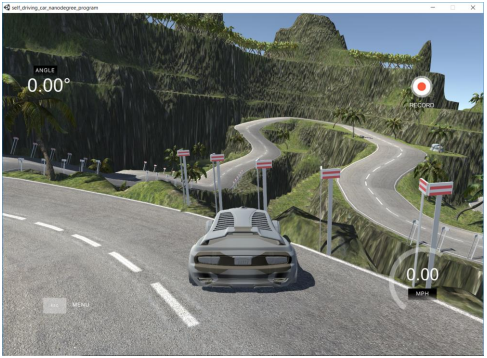 self_driving_car_nanodegree_program
ANGLE
0.00°
RECORD
MENU
0.00
MPH